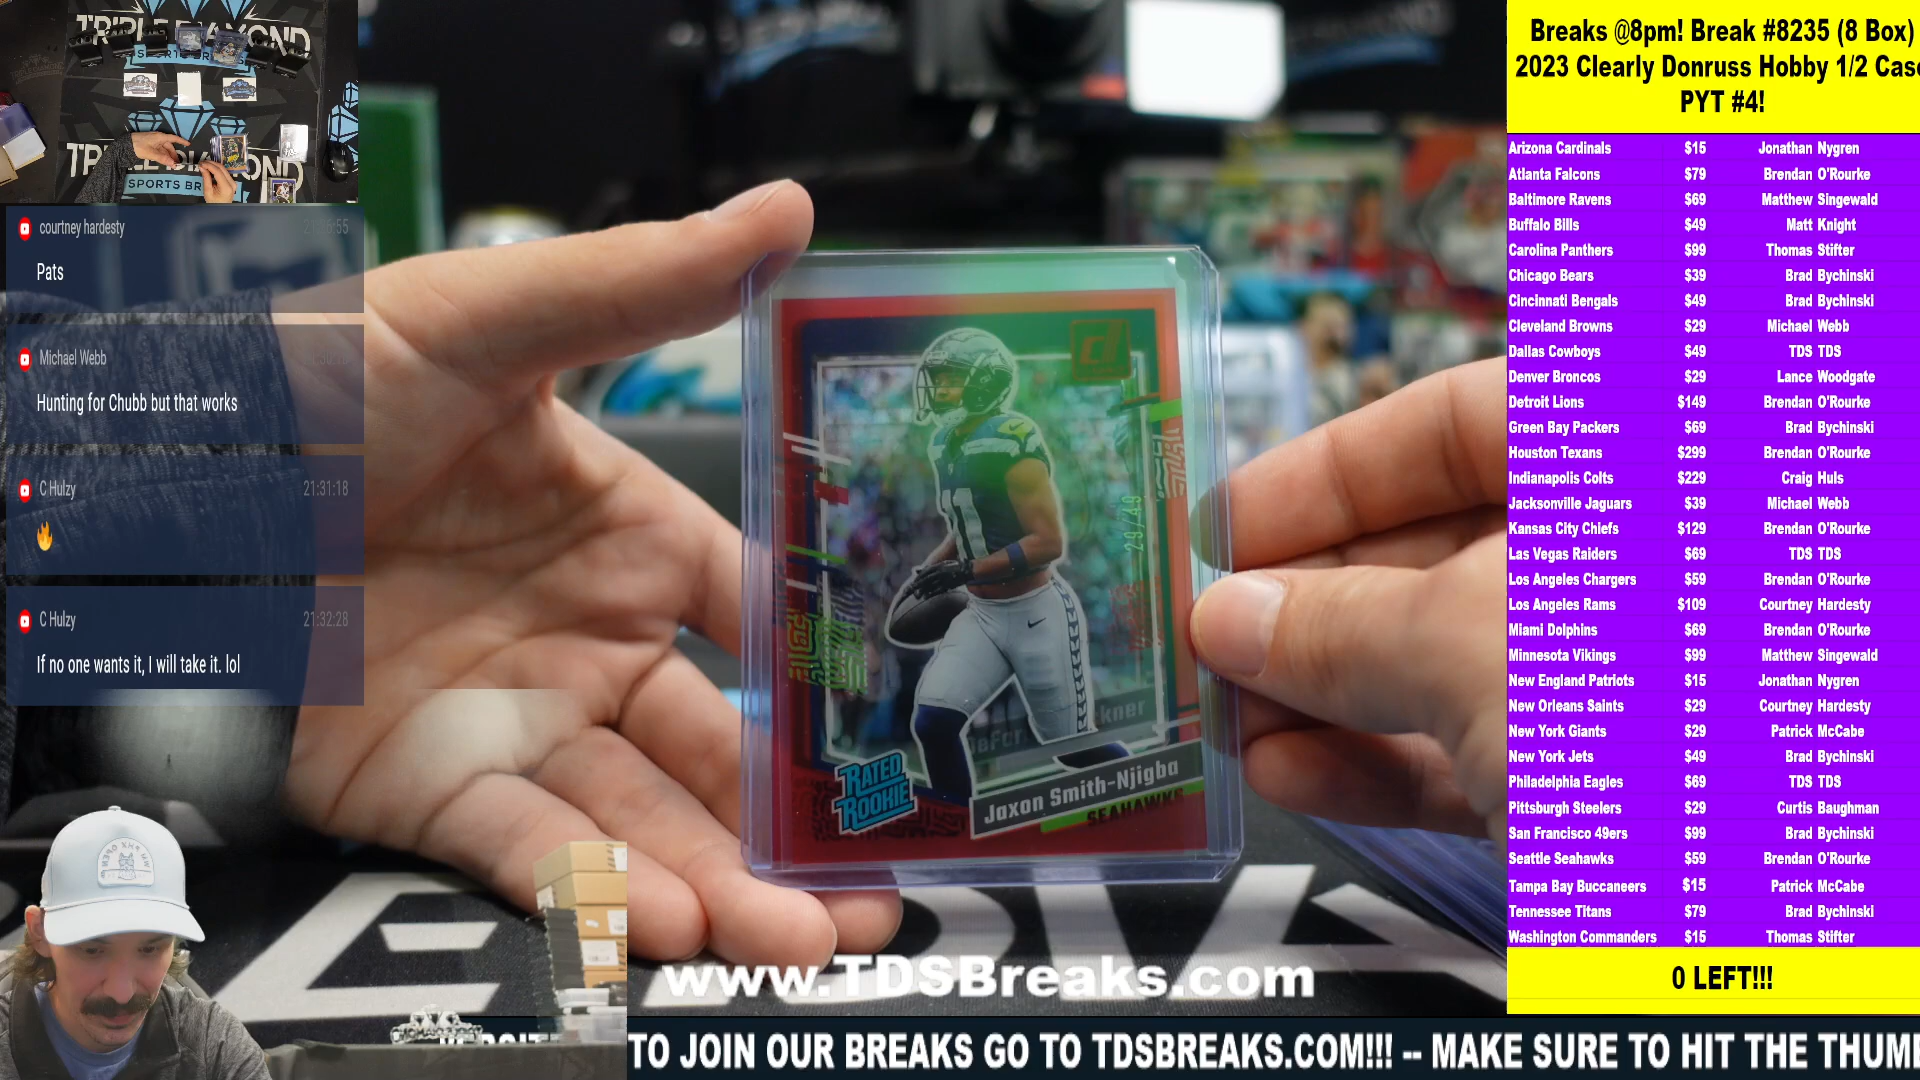 TRIPLE DIAMOND
SPORTS BR
courtney hardesty
Pats
Michael Webb
Hunting for Chubb but that works
C Hulzy 21:31:18
🔥
C Hulzy 21:32:28
If no one wants it, I will take it. lol
d
11
29/49
RATED
ROOKIE
Jaxon Smith-Njigba
SEAHAWKS
www.TDSBreaks.com
Breaks @8pm! Break #8235 (8 Box)
2023 Clearly Donruss Hobby 1/2 Cas
PYT #4!
Arizona Cardinals $15 Jonathan Nygren
Atlanta Falcons $79 Brendan O'Rourke
Baltimore Ravens $69 Matthew Singewald
Buffalo Bills $49 Matt Knight
Carolina Panthers $99 Thomas Stifter
Chicago Bears $39 Brad Bychinski
Cincinnati Bengals $49 Brad Bychinski
Cleveland Browns $29 Michael Webb
Dallas Cowboys $49 TDS TDS
Denver Broncos $29 Lance Woodgate
Detroit Lions $149 Brendan O'Rourke
Green Bay Packers $69 Brad Bychinski
Houston Texans $299 Brendan O'Rourke
Indianapolis Colts $229 Craig Huls
Jacksonville Jaguars $39 Michael Webb
Kansas City Chiefs $129 Brendan O'Rourke
Las Vegas Raiders $69 TDS TDS
Los Angeles Chargers $59 Brendan O'Rourke
Los Angeles Rams $109 Courtney Hardesty
Miami Dolphins $69 Brendan O'Rourke
Minnesota Vikings $99 Matthew Singewald
New England Patriots $15 Jonathan Nygren
New Orleans Saints $29 Courtney Hardesty
New York Giants $29 Patrick McCabe
New York Jets $49 Brad Bychinski
Philadelphia Eagles $69 TDS TDS
Pittsburgh Steelers $29 Curtis Baughman
San Francisco 49ers $99 Brad Bychinski
Seattle Seahawks $59 Brendan O'Rourke
Tampa Bay Buccaneers $15 Patrick McCabe
Tennessee Titans $79 Brad Bychinski
Washington Commanders $15 Thomas Stifter
0 LEFT!!!
TO JOIN OUR BREAKS GO TO TDSBREAKS.COM!!! -- MAKE SURE TO HIT THE THUM